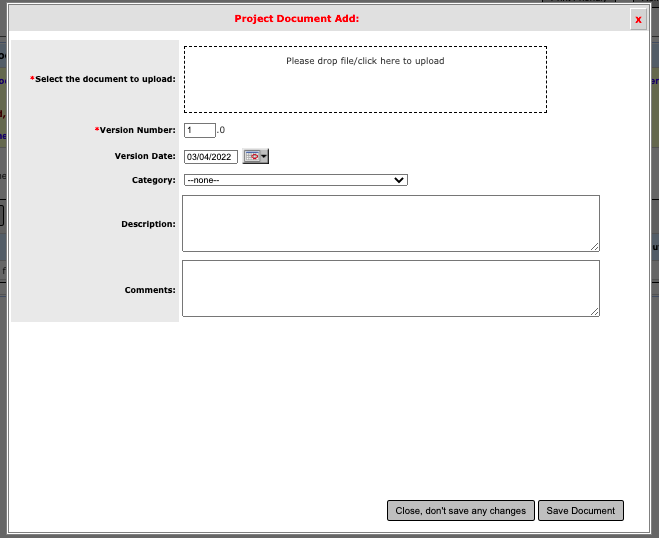 Project Document Add:
x
*Select the document to upload:
Please drop file/click here to upload
*Version Number:
1 .0
Version Date:
03/04/2022
Category:
--none--
Description:
Comments:
Close, don't save any changes
Save Document